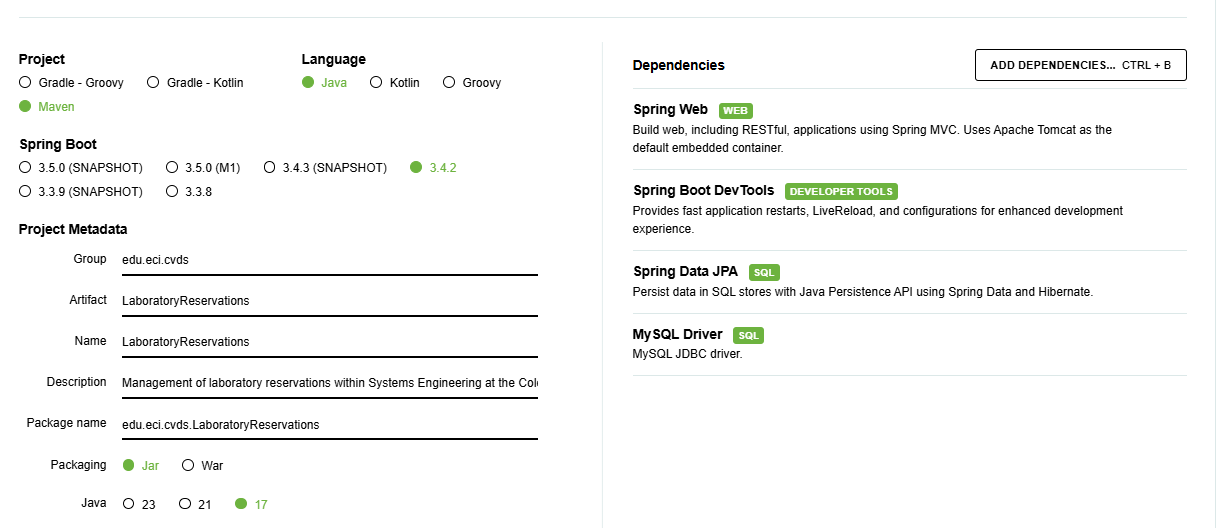 Project
Gradle - Groovy Gradle - Kotlin
Maven
Language
Java Kotlin Groovy
Spring Boot
3.5.0 (SNAPSHOT) 3.5.0 (M1) 3.4.3 (SNAPSHOT) 3.4.2
3.3.9 (SNAPSHOT) 3.3.8
Project Metadata
Group edu.eci.cvds
Artifact LaboratoryReservations
Name LaboratoryReservations
Description Management of laboratory reservations within Systems Engineering at the Cole
Package name edu.eci.cvds.LaboratoryReservations
Packaging Jar War
Java 23 21 17
Dependencies
ADD DEPENDENCIES... CTRL + B
Spring Web WEB
Build web, including RESTful, applications using Spring MVC. Uses Apache Tomcat as the
default embedded container.
Spring Boot DevTools DEVELOPER TOOLS
Provides fast application restarts, LiveReload, and configurations for enhanced development
experience.
Spring Data JPA SQL
Persist data in SQL stores with Java Persistence API using Spring Data and Hibernate.
MySQL Driver SQL
MySQL JDBC driver.